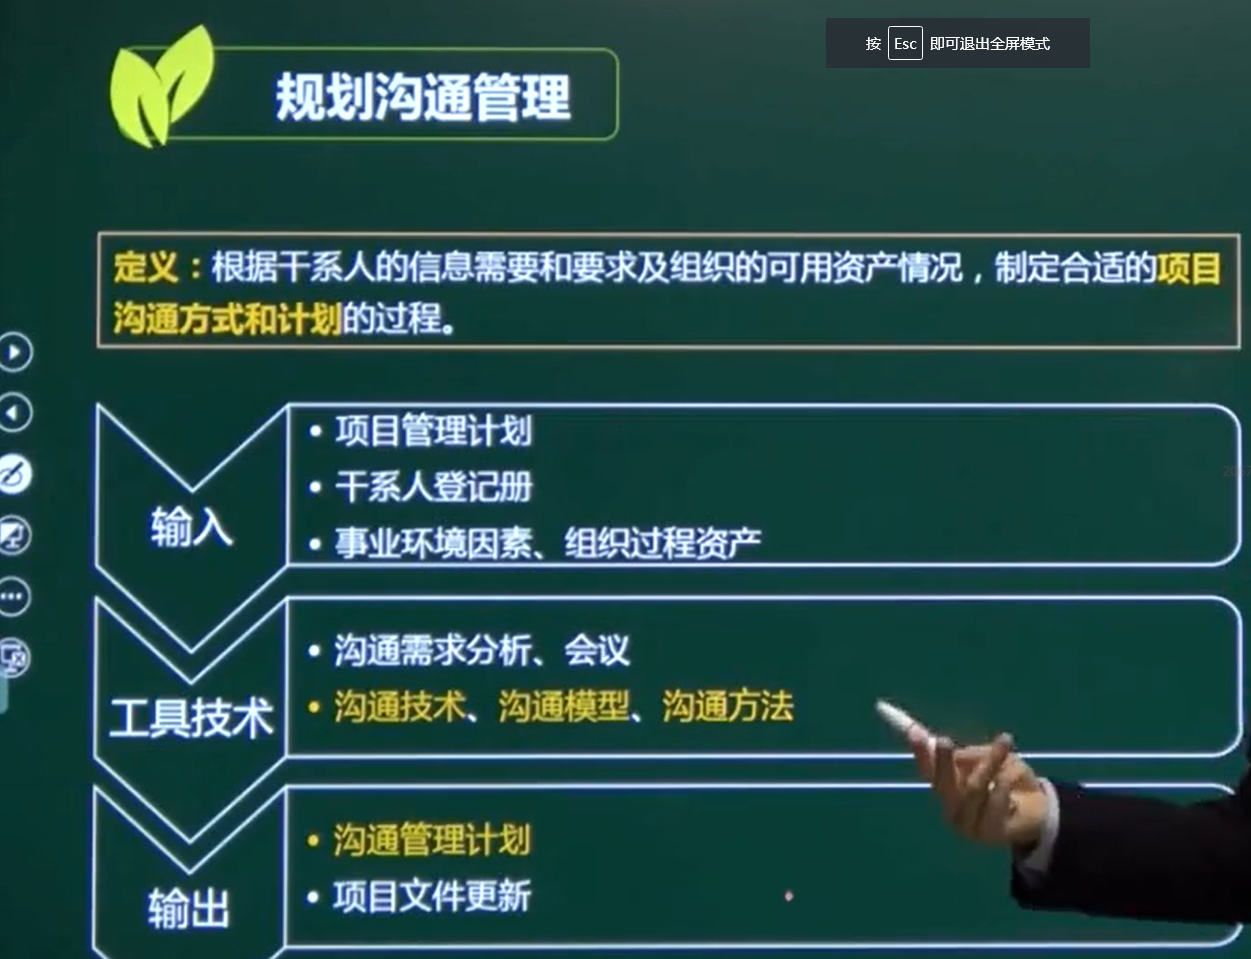 按 Esc 即可退出全屏模式
规划沟通管理
定义：根据干系人的信息需要和要求及组织的可用资产情况，制定合适的项目
沟通方式和计划的过程。
输入
• 项目管理计划
• 干系人登记册
• 事业环境因素、组织过程资产
工具技术
• 沟通需求分析、会议
• 沟通技术、沟通模型、沟通方法
输出
• 沟通管理计划
• 项目文件更新